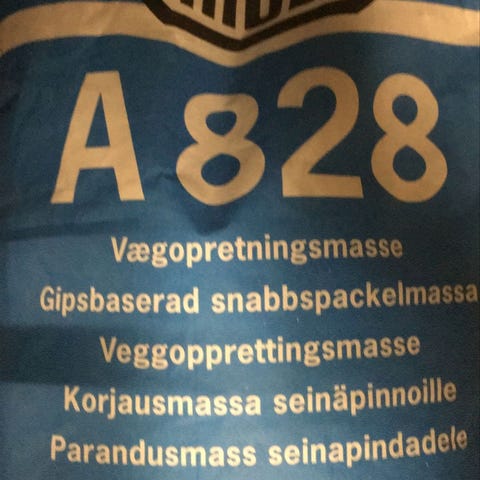 A 828
Vægopretningsmasse
Gipsbaserad snabbspackelmassa
Veggopprettingsmasse
Korjausmassa seinäpinnoille
Parandusmass seinapindadele